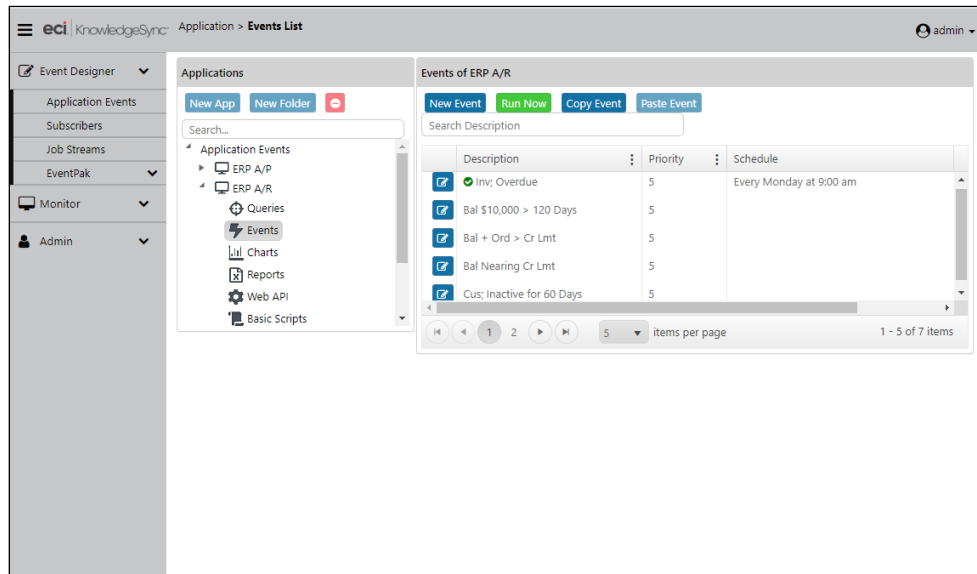 eci KnowledgeSync Application > Events List admin
Event Designer
Application Events
Subscribers
Job Streams
EventPak
Monitor
Admin
Applications
New App New Folder
Search...
Application Events
ERP A/P
ERP A/R
Queries
Events
Charts
Reports
Web API
Basic Scripts
Events of ERP A/R
New Event Run Now Copy Event Paste Event
Search Description
Description Priority Schedule
Inv; Overdue 5 Every Monday at 9:00 am
Bal $10,000 > 120 Days 5
Bal + Ord > Cr Lmt 5
Bal Nearing Cr Lmt 5
Cus; Inactive for 60 Days 5
1 2 5 items per page 1 - 5 of 7 items